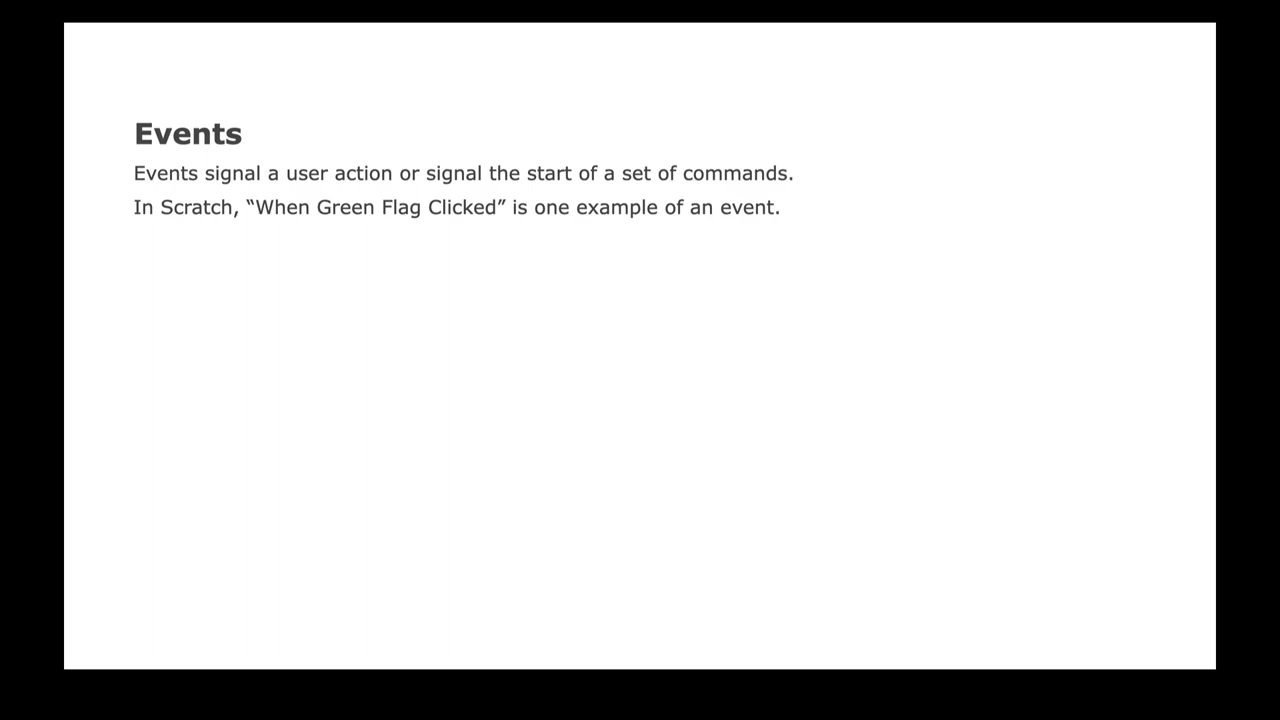 Events
Events signal a user action or signal the start of a set of commands.
In Scratch, “When Green Flag Clicked” is one example of an event.